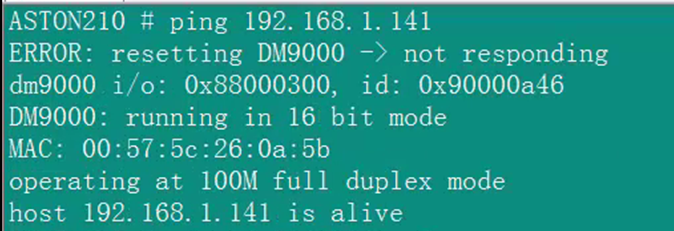 ASTON210 # ping 192.168.1.141
ERROR: resetting DM9000 -> not responding
dm9000 i/o: 0x88000300, id: 0x90000a46
DM9000: running in 16 bit mode
MAC: 00:57:5c:26:0a:5b
operating at 100M full duplex mode
host 192.168.1.141 is alive